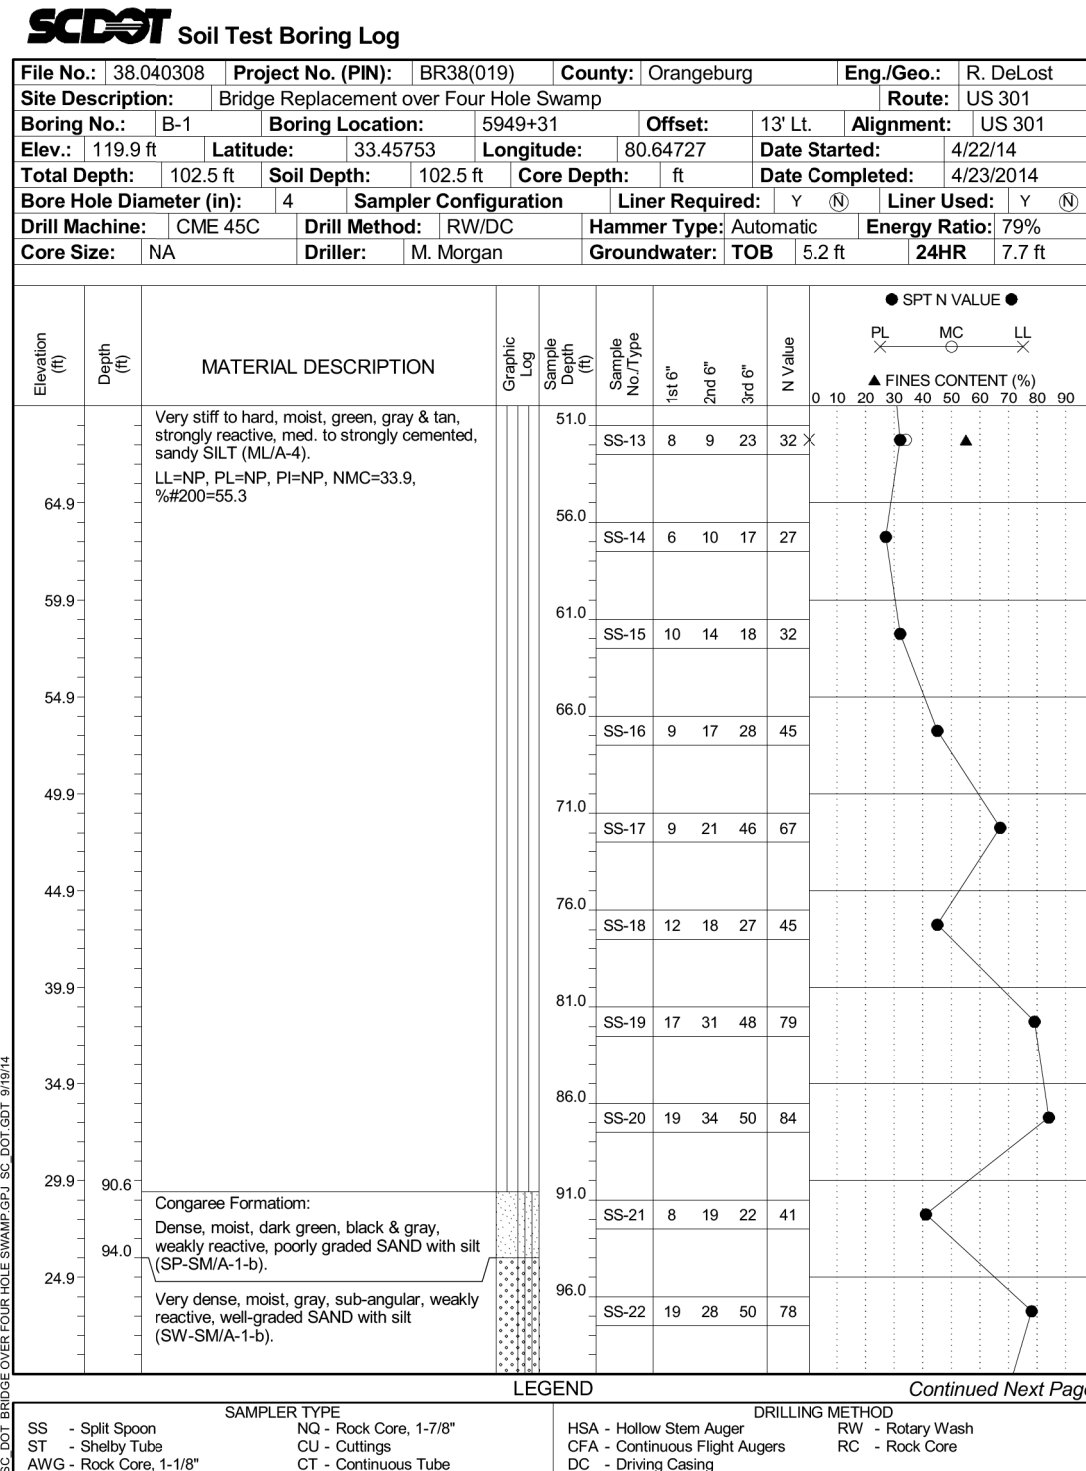 SCDOT Soil Test Boring Log
File No.: 38.040308 Project No. (PIN): BR38(019) County: Orangeburg Eng./Geo.: R. DeLost
Site Description: Bridge Replacement over Four Hole Swamp Route: US 301
Boring No.: B-1 Boring Location: 5949+31 Offset: 13' Lt. Alignment: US 301
Elev.: 119.9 ft Latitude: 33.45753 Longitude: 80.64727 Date Started: 4/22/14
Total Depth: 102.5 ft Soil Depth: 102.5 ft Core Depth: ft Date Completed: 4/23/2014
Bore Hole Diameter (in): 4 Sampler Configuration Liner Required: Y N Liner Used: Y N
Drill Machine: CME 45C Drill Method: RW/DC Hammer Type: Automatic Energy Ratio: 79%
Core Size: NA Driller: M. Morgan Groundwater: TOB 5.2 ft 24HR 7.7 ft
Elevation (ft) Depth (ft) MATERIAL DESCRIPTION Graphic Log Sample Depth (ft) Sample No./Type 1st 6" 2nd 6" 3rd 6" N Value
● SPT N VALUE ●
PL MC LL
▲ FINES CONTENT (%)
0 10 20 30 40 50 60 70 80 90
Very stiff to hard, moist, green, gray & tan,
strongly reactive, med. to strongly cemented,
sandy SILT (ML/A-4).
LL=NP, PL=NP, PI=NP, NMC=33.9,
%#200=55.3
51.0
SS-13 8 9 23 32
64.9
56.0
SS-14 6 10 17 27
59.9
61.0
SS-15 10 14 18 32
54.9
66.0
SS-16 9 17 28 45
49.9
71.0
SS-17 9 21 46 67
44.9
76.0
SS-18 12 18 27 45
39.9
81.0
SS-19 17 31 48 79
34.9
86.0
SS-20 19 34 50 84
29.9 90.6
91.0
Congaree Formatiom:
Dense, moist, dark green, black & gray,
weakly reactive, poorly graded SAND with silt
(SP-SM/A-1-b).
SS-21 8 19 22 41
94.0
24.9
96.0
Very dense, moist, gray, sub-angular, weakly
reactive, well-graded SAND with silt
(SW-SM/A-1-b).
SS-22 19 28 50 78
LEGEND Continued Next Page
SAMPLER TYPE DRILLING METHOD
SS - Split Spoon NQ - Rock Core, 1-7/8" HSA - Hollow Stem Auger RW - Rotary Wash
ST - Shelby Tube CU - Cuttings CFA - Continuous Flight Augers RC - Rock Core
AWG - Rock Core, 1-1/8" CT - Continuous Tube DC - Driving Casing
SC_DOT BRIDGE OVER FOUR HOLE SWAMP.GPJ SC_DOT.GDT 9/19/14